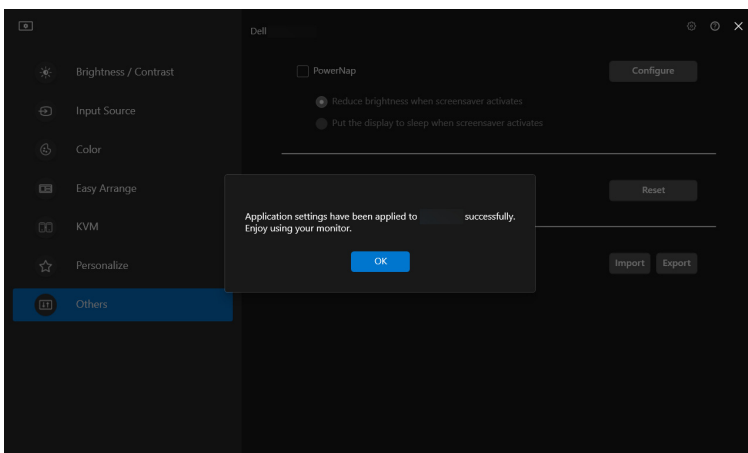 Dell
Brightness / Contrast
Input Source
Color
Easy Arrange
KVM
Personalize
Others
PowerNap
Configure
Reduce brightness when screensaver activates
Put the display to sleep when screensaver activates
Reset
Import
Export
Application settings have been applied to successfully.
Enjoy using your monitor.
OK